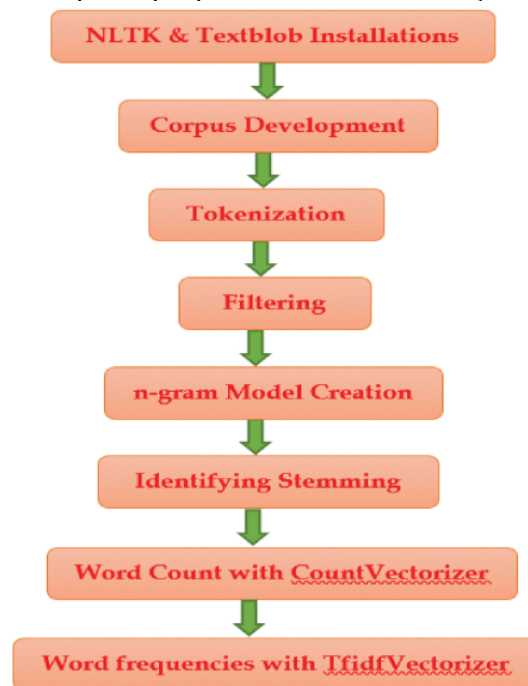 NLTK & Textblob Installations
Corpus Development
Tokenization
Filtering
n-gram Model Creation
Identifying Stemming
Word Count with CountVectorizer
Word frequencies with TfidfVectorizer